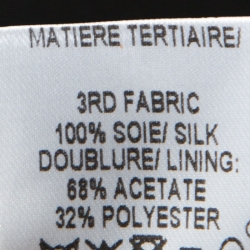 MATIERE TERTIAIRE/
3RD FABRIC
100% SOIE/ SILK
DOUBLURE/ LINING:
68% ACETATE
32% POLYESTER